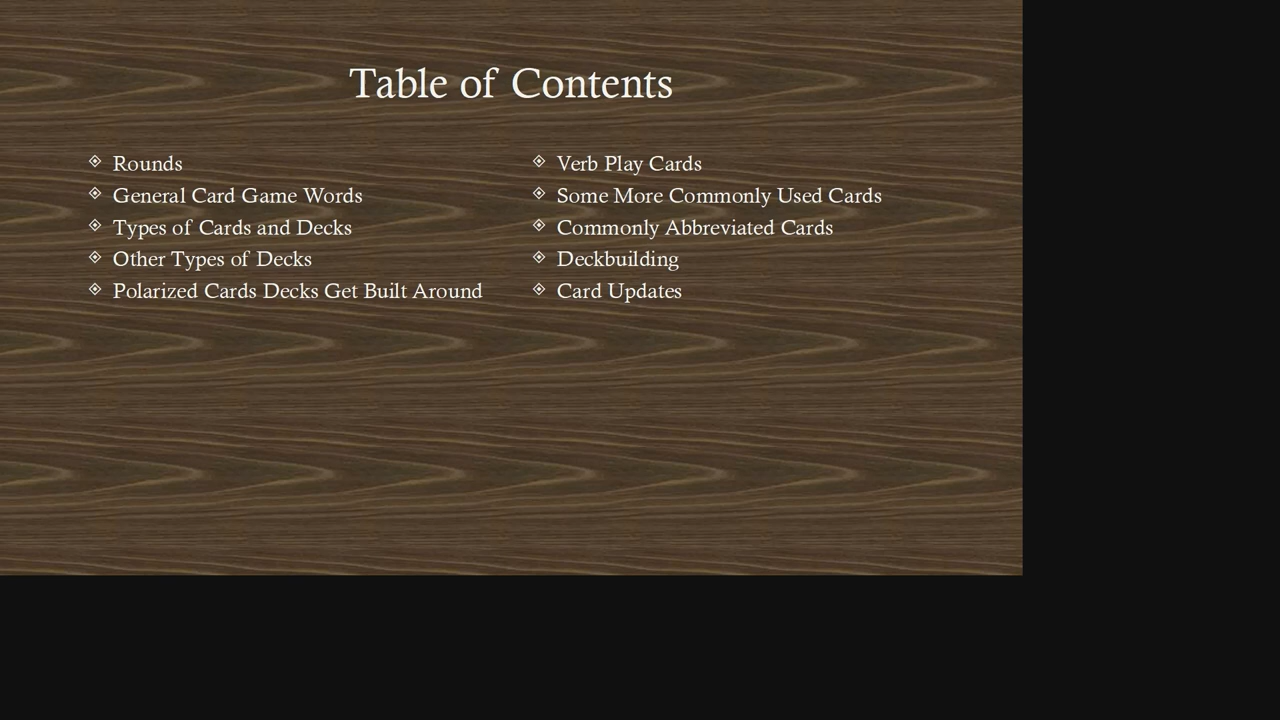 Table of Contents
Rounds
General Card Game Words
Types of Cards and Decks
Other Types of Decks
Polarized Cards Decks Get Built Around
Verb Play Cards
Some More Commonly Used Cards
Commonly Abbreviated Cards
Deckbuilding
Card Updates